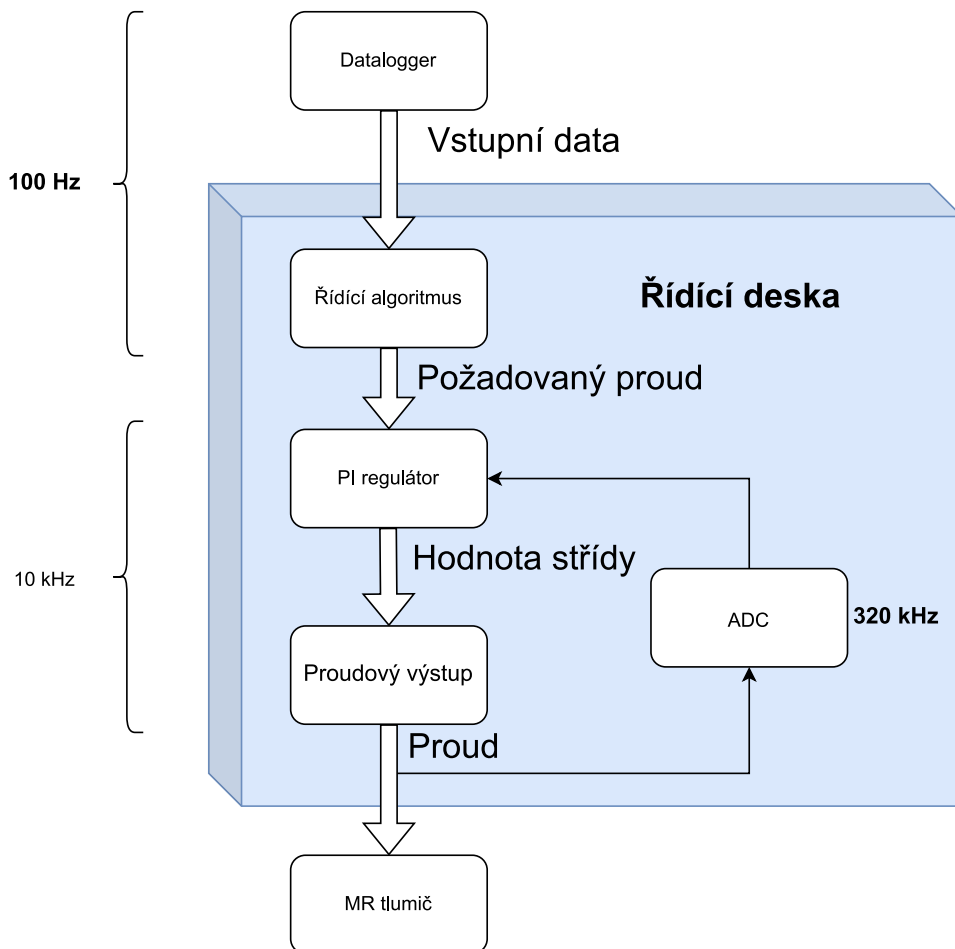 Datalogger
Vstupní data
100 Hz
Řídící algoritmus
Řídící deska
Požadovaný proud
PI regulátor
Hodnota střídy
10 kHz
ADC
320 kHz
Proudový výstup
Proud
MR tlumič